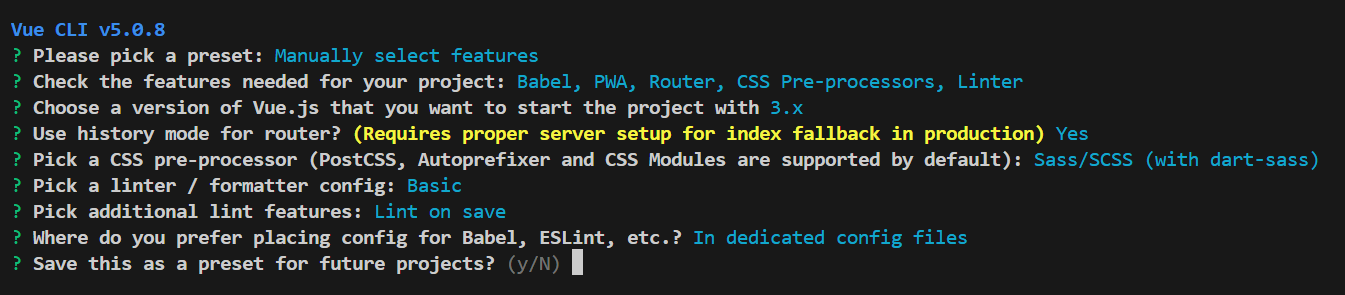 Vue CLI v5.0.8
? Please pick a preset: Manually select features
? Check the features needed for your project: Babel, PWA, Router, CSS Pre-processors, Linter
? Choose a version of Vue.js that you want to start the project with 3.x
? Use history mode for router? (Requires proper server setup for index fallback in production) Yes
? Pick a CSS pre-processor (PostCSS, Autoprefixer and CSS Modules are supported by default): Sass/SCSS (with dart-sass)
? Pick a linter / formatter config: Basic
? Pick additional lint features: Lint on save
? Where do you prefer placing config for Babel, ESLint, etc.? In dedicated config files
? Save this as a preset for future projects? (y/N)